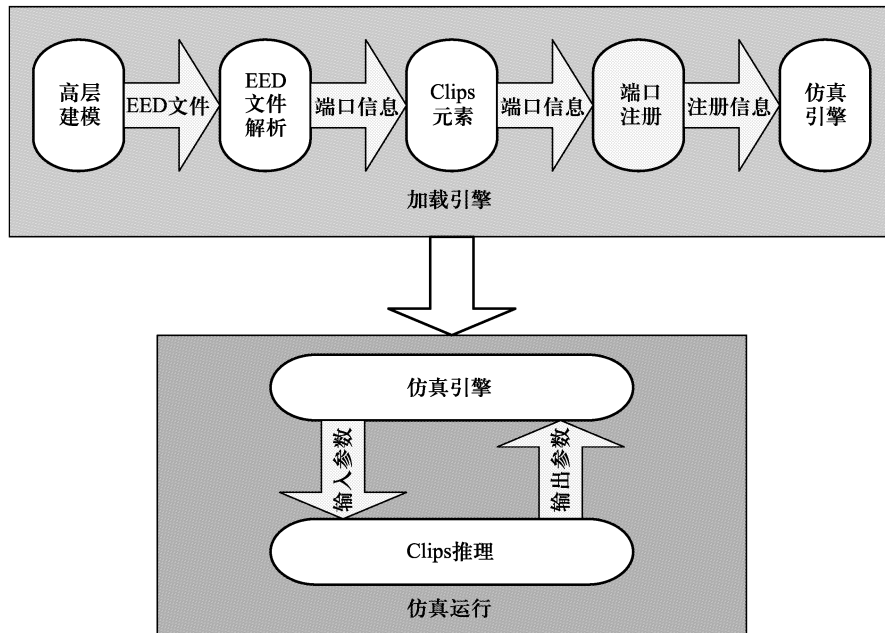 高层
建模
EED文件
EED
文件
解析
端口信息
Clips
元素
端口信息
端口
注册
注册信息
仿真
引擎
加载引擎
仿真引擎
输入参数
输出参数
Clips推理
仿真运行